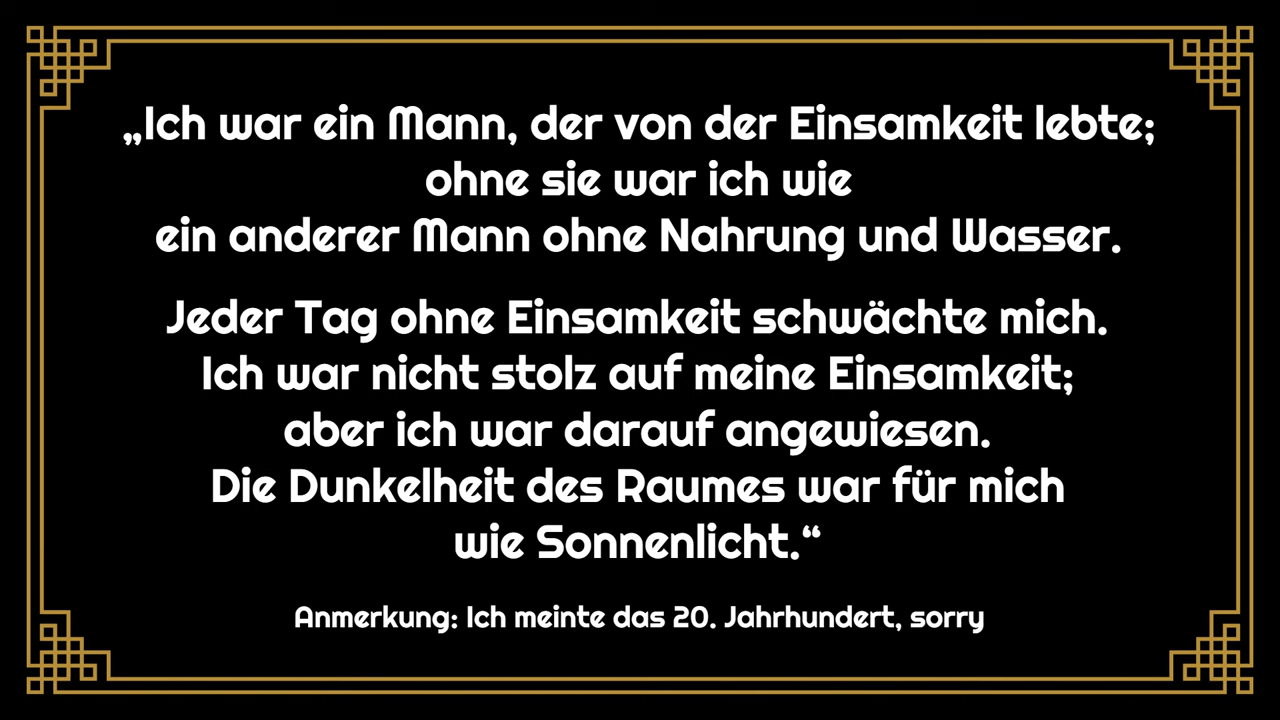 „Ich war ein Mann, der von der Einsamkeit lebte;
ohne sie war ich wie
ein anderer Mann ohne Nahrung und Wasser.
Jeder Tag ohne Einsamkeit schwächte mich.
Ich war nicht stolz auf meine Einsamkeit;
aber ich war darauf angewiesen.
Die Dunkelheit des Raumes war für mich
wie Sonnenlicht.“
Anmerkung: Ich meinte das 20. Jahrhundert, sorry